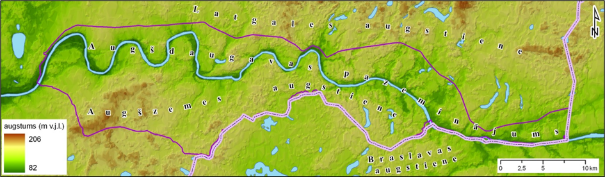 Latgales augstiene
Augšdaugavas pazeminājums
Augšzemes augstiene
Braslavas
augstiene
augstums (m v.j.l.)
206
82
N
0 2.5 5 10
km